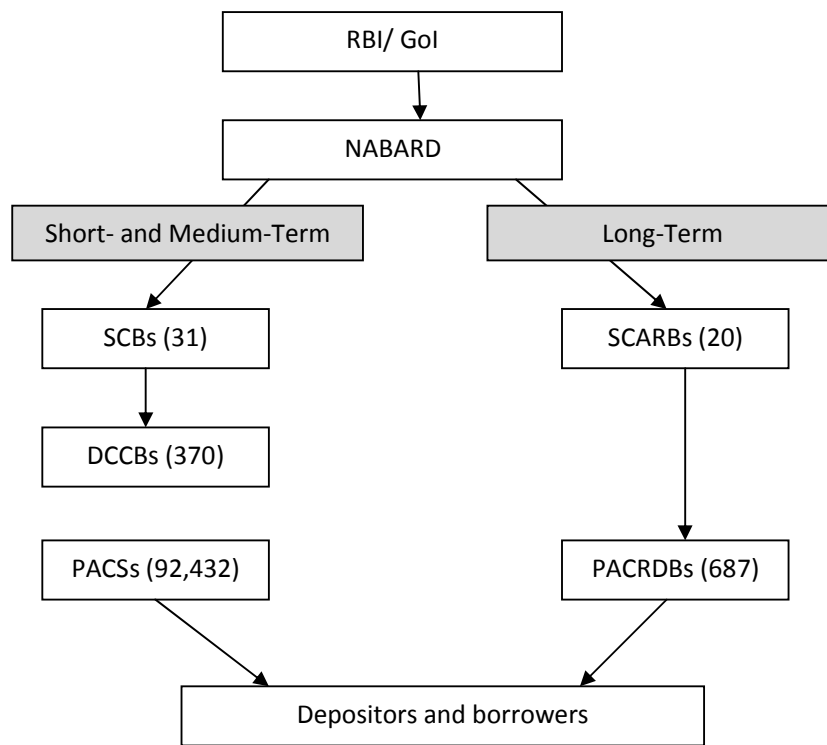 RBI/ GoI
NABARD
Short- and Medium-Term
Long-Term
SCBs (31)
SCARBs (20)
DCCBs (370)
PACSs (92,432)
PACRDBs (687)
Depositors and borrowers